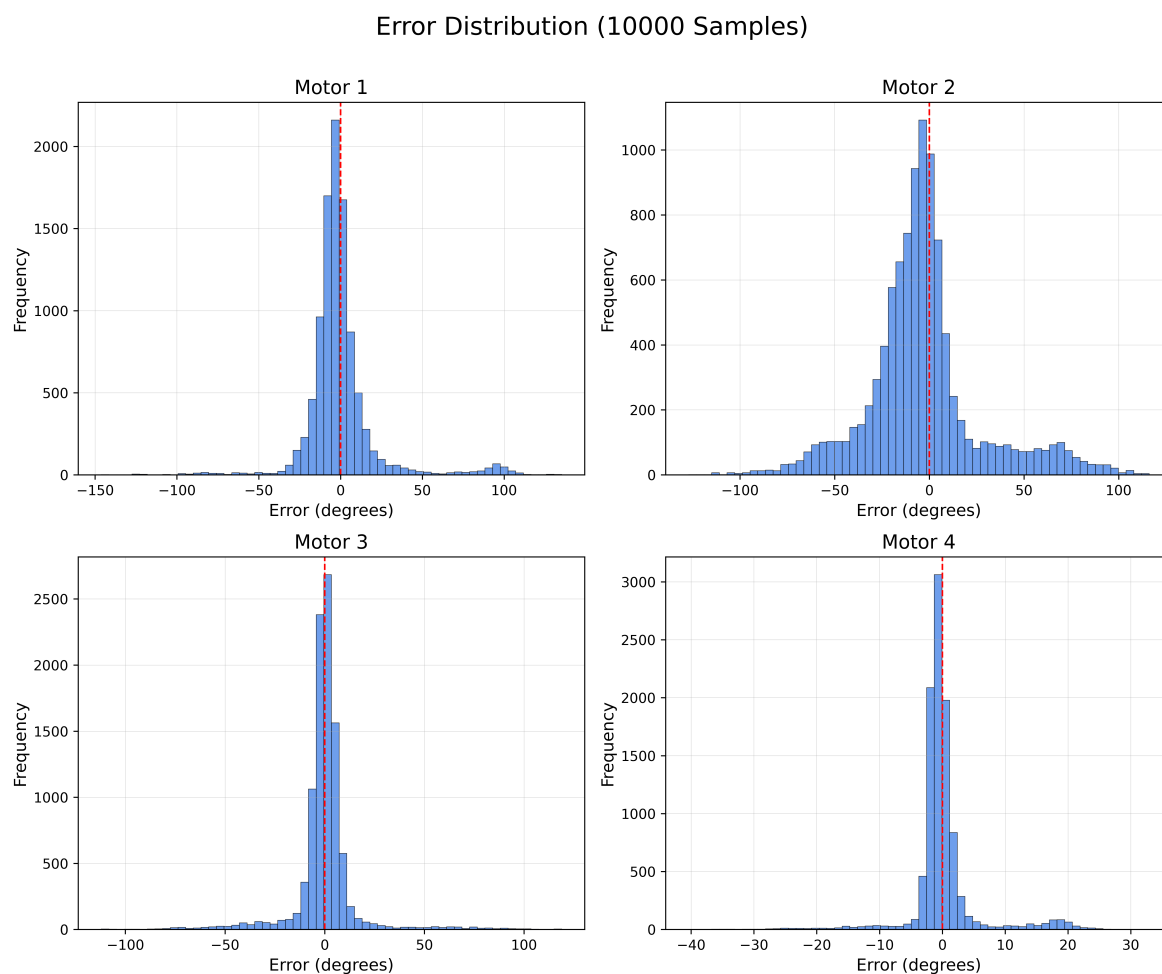 Error Distribution (10000 Samples)
Motor 1
Frequency
2000
1500
1000
500
0
−150 −100 −50 0 50 100
Error (degrees)
Motor 2
Frequency
1000
800
600
400
200
0
−100 −50 0 50 100
Error (degrees)
Motor 3
Frequency
2500
2000
1500
1000
500
0
−100 −50 0 50 100
Error (degrees)
Motor 4
Frequency
3000
2500
2000
1500
1000
500
0
−40 −30 −20 −10 0 10 20 30
Error (degrees)